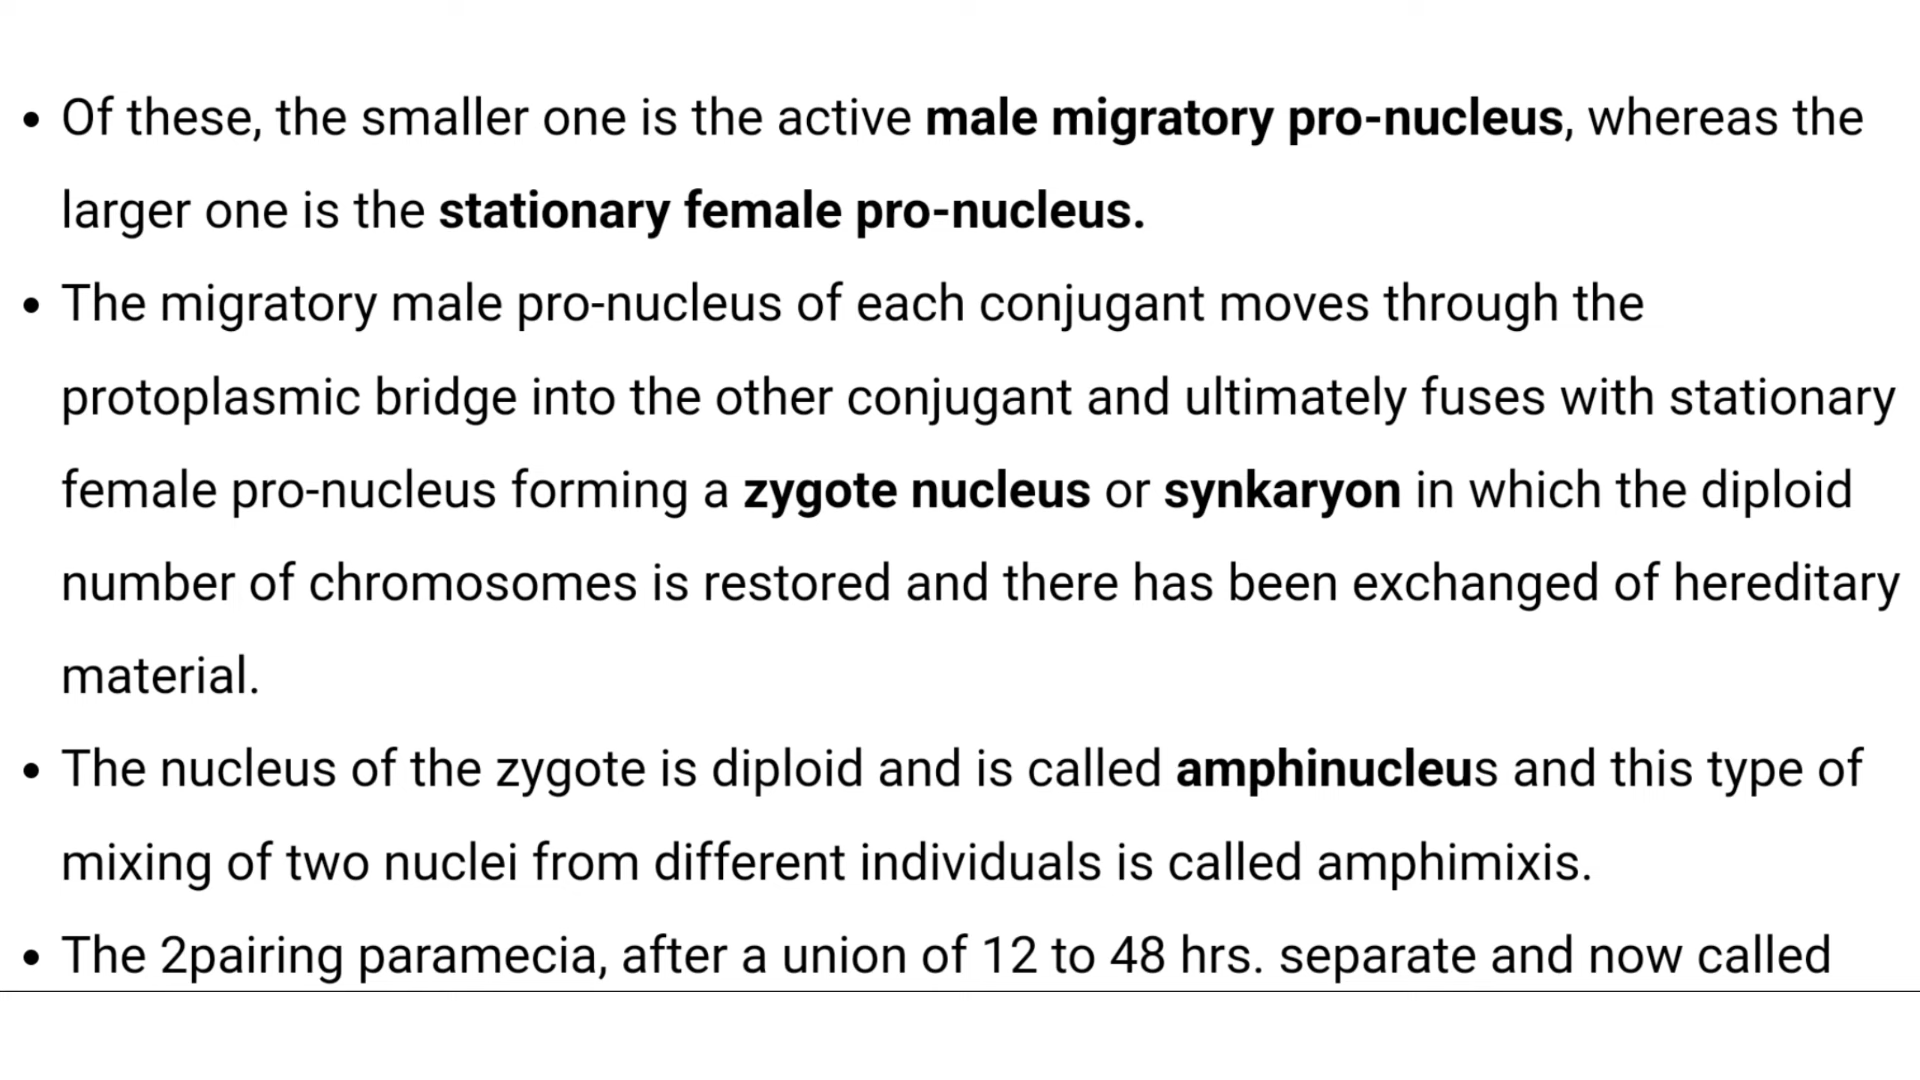 • Of these, the smaller one is the active male migratory pro-nucleus, whereas the
larger one is the stationary female pro-nucleus.
• The migratory male pro-nucleus of each conjugant moves through the
protoplasmic bridge into the other conjugant and ultimately fuses with stationary
female pro-nucleus forming a zygote nucleus or synkaryon in which the diploid
number of chromosomes is restored and there has been exchanged of hereditary
material.
• The nucleus of the zygote is diploid and is called amphinucleus and this type of
mixing of two nuclei from different individuals is called amphimixis.
• The 2pairing paramecia, after a union of 12 to 48 hrs. separate and now called